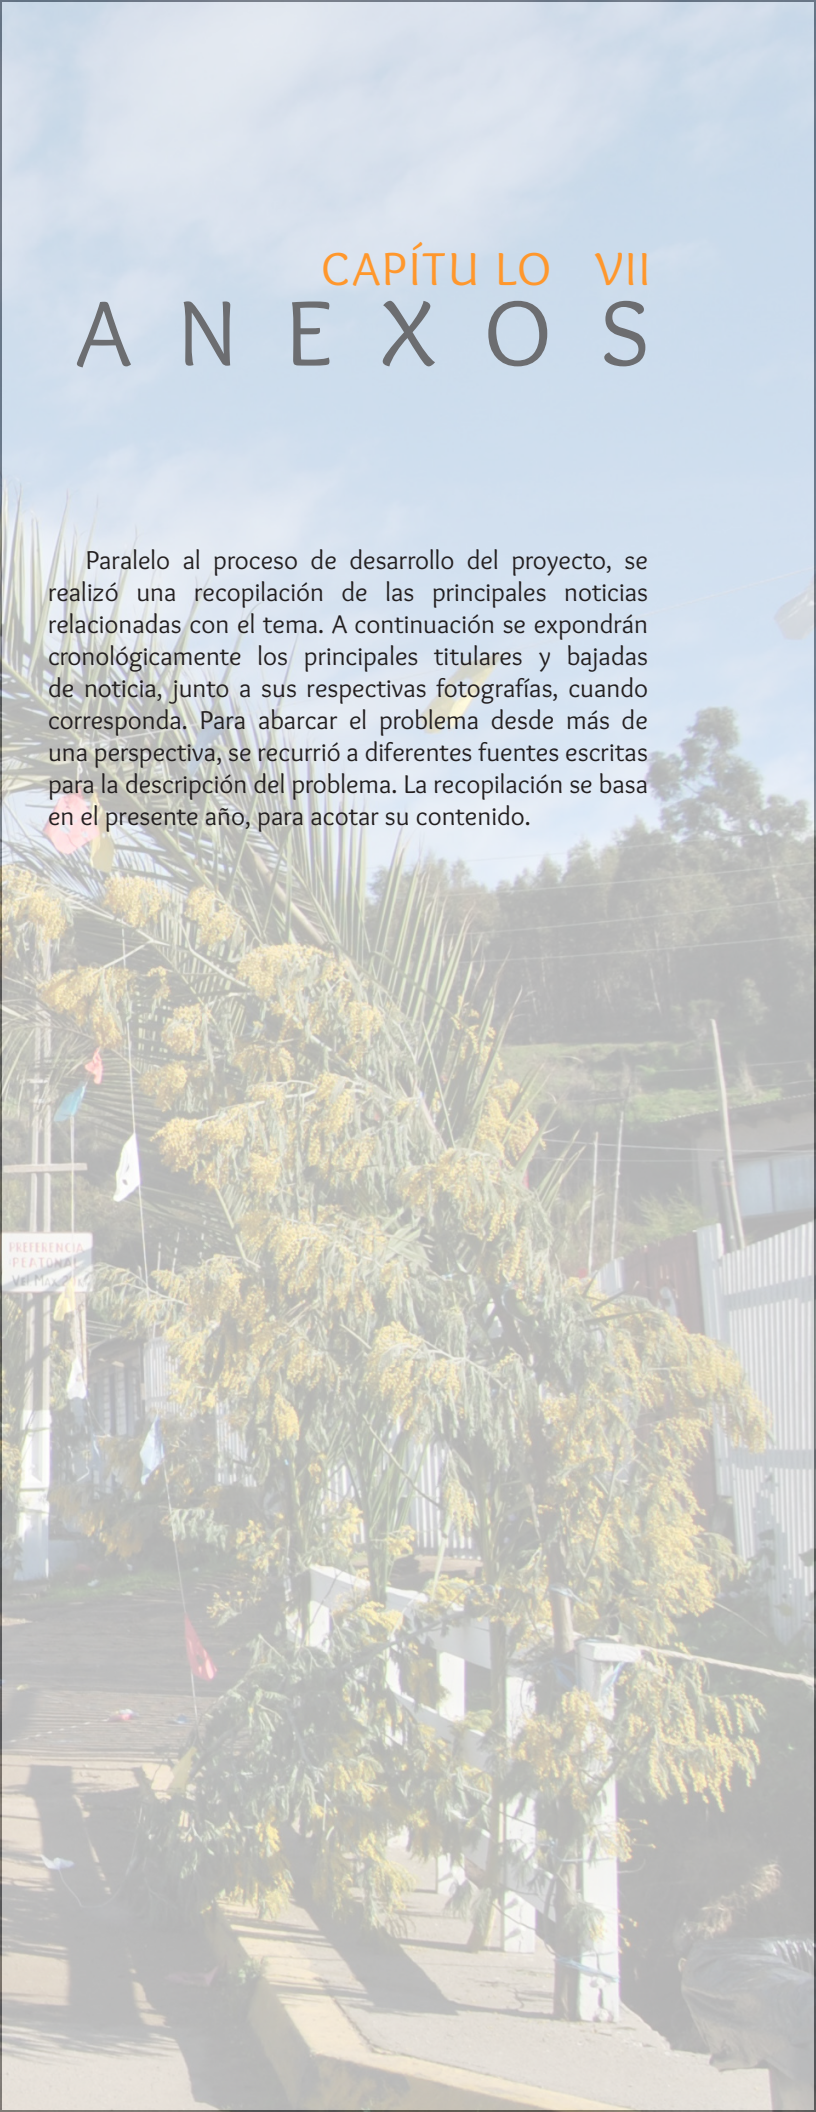 CAPÍTULO VII
ANEXOS
Paralelo al proceso de desarrollo del proyecto, se
realizó una recopilación de las principales noticias
relacionadas con el tema. A continuación se expondrán
cronológicamente los principales titulares y bajadas
de noticia, junto a sus respectivas fotografías, cuando
corresponda. Para abarcar el problema desde más de
una perspectiva, se recurrió a diferentes fuentes escritas
para la descripción del problema. La recopilación se basa
en el presente año, para acotar su contenido.
PREFERENCIA
PEATONAL